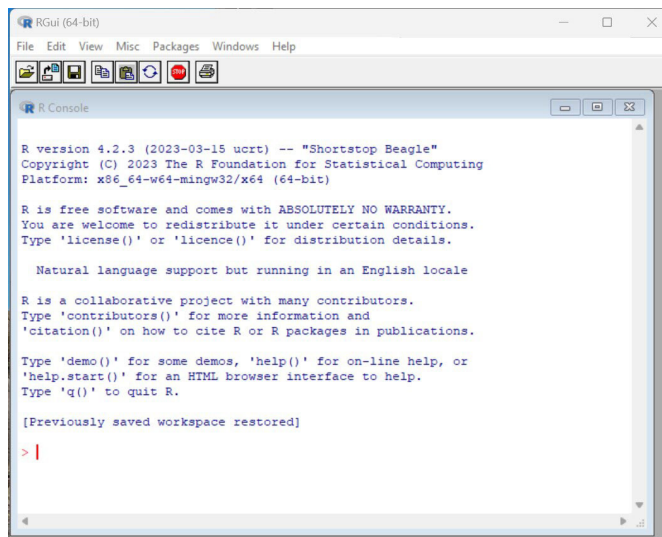 RGui (64-bit)
File Edit View Misc Packages Windows Help
STOP
R Console
R version 4.2.3 (2023-03-15 ucrt) -- "Shortstop Beagle"
Copyright (C) 2023 The R Foundation for Statistical Computing
Platform: x86_64-w64-mingw32/x64 (64-bit)
R is free software and comes with ABSOLUTELY NO WARRANTY.
You are welcome to redistribute it under certain conditions.
Type 'license()' or 'licence()' for distribution details.
Natural language support but running in an English locale
R is a collaborative project with many contributors.
Type 'contributors()' for more information and
'citation()' on how to cite R or R packages in publications.
Type 'demo()' for some demos, 'help()' for on-line help, or
'help.start()' for an HTML browser interface to help.
Type 'q()' to quit R.
[Previously saved workspace restored]
>